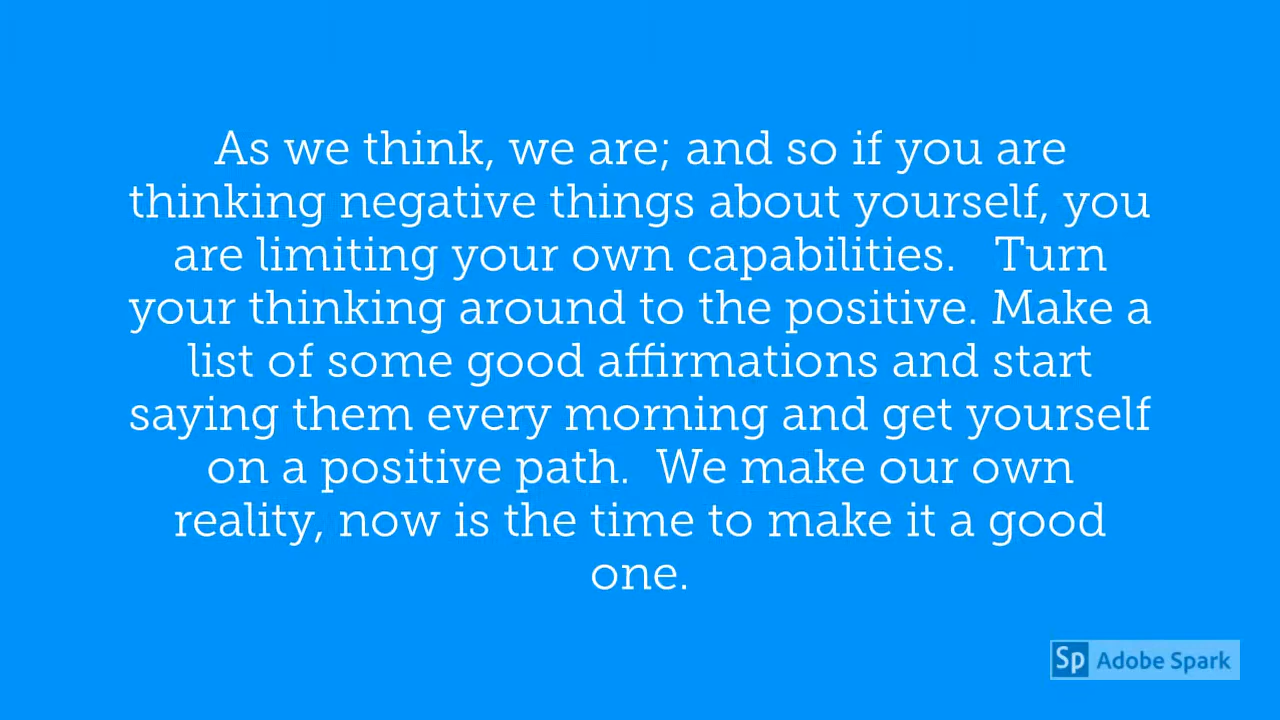 As we think, we are; and so if you are
thinking negative things about yourself, you
are limiting your own capabilities.   Turn
your thinking around to the positive. Make a
list of some good affirmations and start
saying them every morning and get yourself
on a positive path.  We make our own
reality, now is the time to make it a good
one.
Sp Adobe Spark